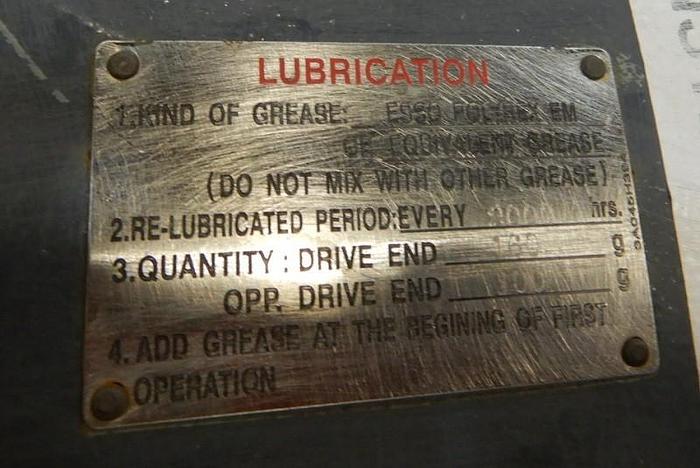 LUBRICATION
1.KIND OF GREASE: ESSO POLYREX EM
OR EQUIVALENT GREASE
(DO NOT MIX WITH OTHER GREASE)
2.RE-LUBRICATED PERIOD:EVERY hrs.
3.QUANTITY : DRIVE END g
OPP. DRIVE END g
4.ADD GREASE AT THE BEGINING OF FIRST
OPERATION